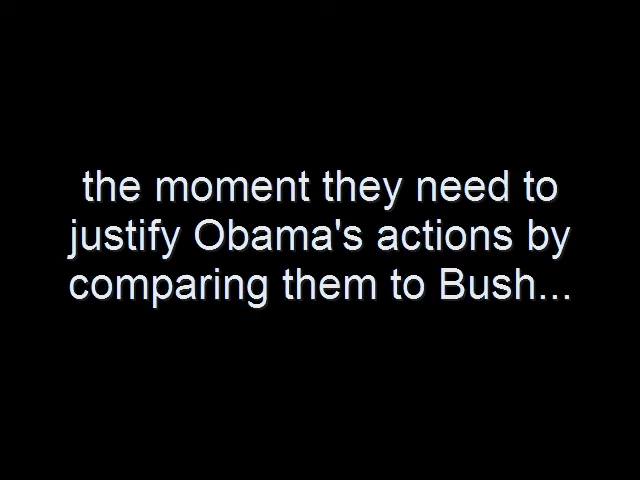 the moment they need to
justify Obama's actions by
comparing them to Bush...